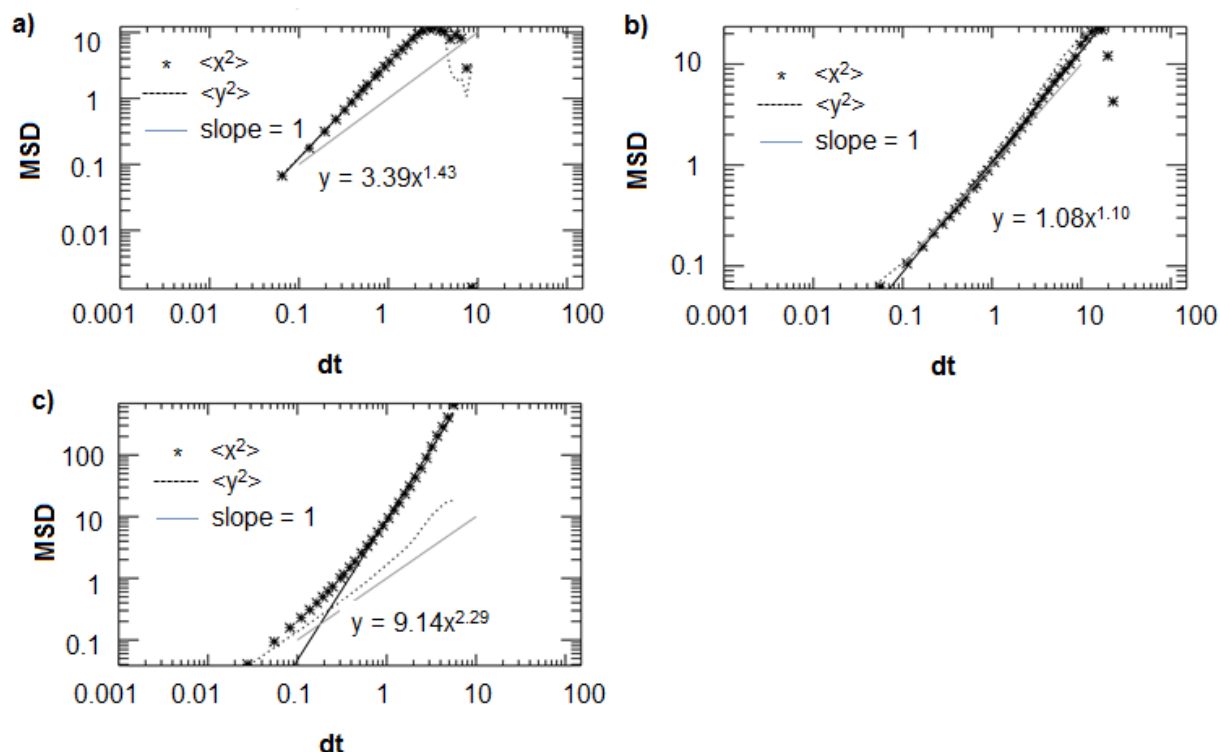 a)
MSD
10
1
0.1
0.01
* <x²>
<y²>
slope = 1
y = 3.39x^1.43
0.001 0.01 0.1 1 10 100
dt
b)
MSD
10
1
0.1
* <x²>
<y²>
slope = 1
y = 1.08x^1.10
0.001 0.01 0.1 1 10 100
dt
c)
MSD
100
10
1
0.1
* <x²>
<y²>
slope = 1
y = 9.14x^2.29
0.001 0.01 0.1 1 10 100
dt